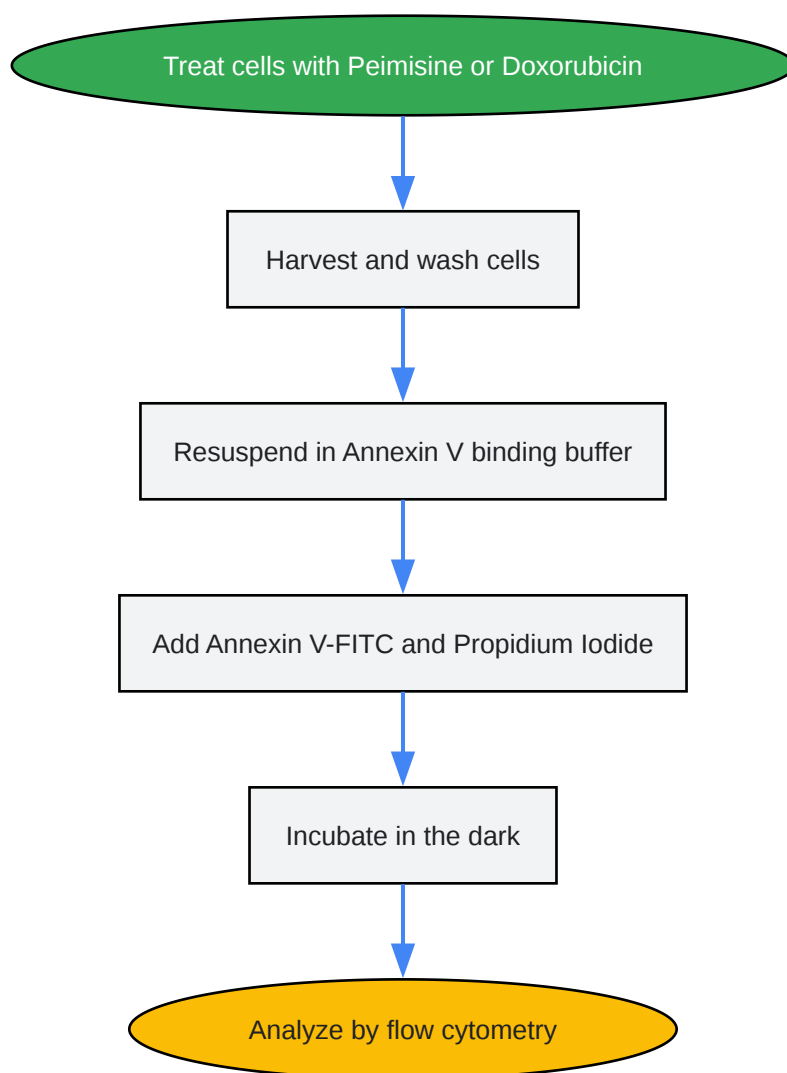 Treat cells with Peimisine or Doxorubicin
Harvest and wash cells
Resuspend in Annexin V binding buffer
Add Annexin V-FITC and Propidium Iodide
Incubate in the dark
Analyze by flow cytometry